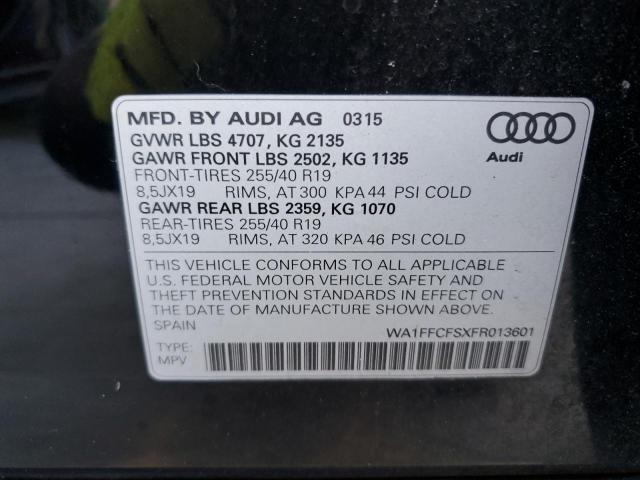 MFD. BY AUDI AG 0315
GVWR LBS 4707, KG 2135
GAWR FRONT LBS 2502, KG 1135
FRONT-TIRES 255/40 R19
8,5JX19 RIMS, AT 300 KPA 44 PSI COLD
GAWR REAR LBS 2359, KG 1070
REAR-TIRES 255/40 R19
8,5JX19 RIMS, AT 320 KPA 46 PSI COLD
Audi
THIS VEHICLE CONFORMS TO ALL APPLICABLE
U.S. FEDERAL MOTOR VEHICLE SAFETY AND
THEFT PREVENTION STANDARDS IN EFFECT ON
THE DATE OF MANUFACTURE SHOWN ABOVE.
SPAIN
WA1FFCFSXFR013601
TYPE:
MPV